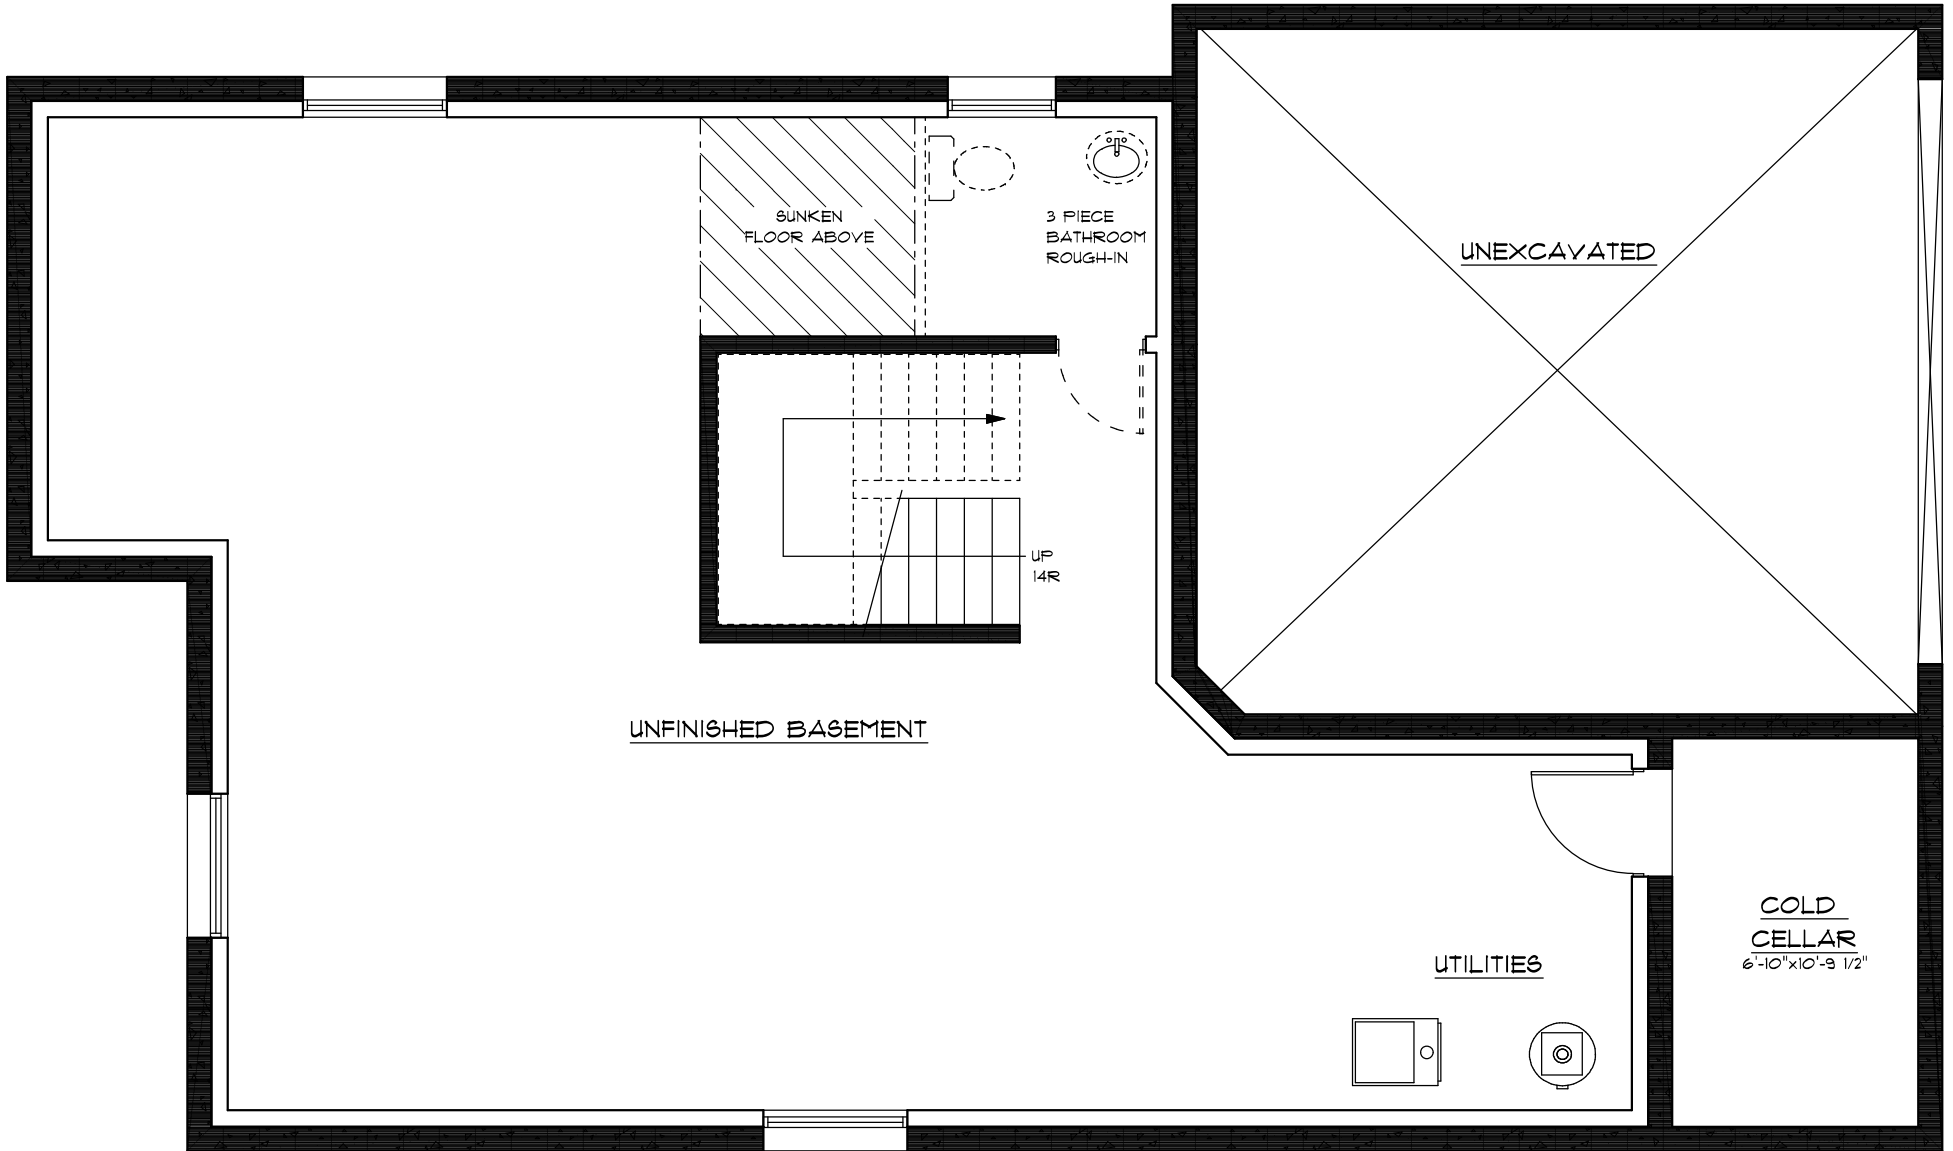 SUNKEN
FLOOR ABOVE
3 PIECE
BATHROOM
ROUGH-IN
UNEXCAVATED
UP
14R
UNFINISHED BASEMENT
COLD
CELLAR
6'-10"x10'-9 1/2"
UTILITIES